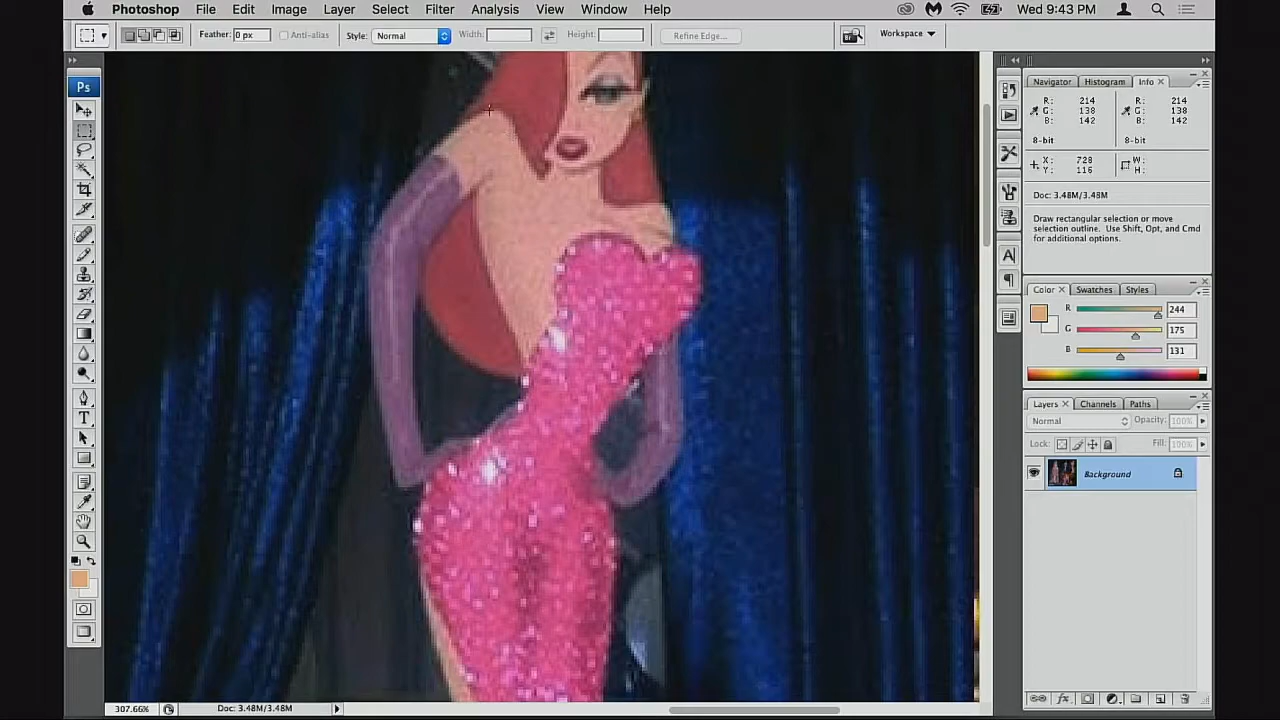 Photoshop File Edit Image Layer Select Filter Analysis View Window Help Wed 9:43 PM
Feather: 0 px Anti-alias Style: Normal Width: Height: Refine Edge... Workspace
Ps
Navigator Histogram Info
R: 214 R: 214
G: 138 G: 138
B: 142 B: 142
8-bit 8-bit
X: 728 W:
Y: 116 H:
Doc: 3.48M/3.48M
Draw rectangular selection or move
selection outline. Use Shift, Opt, and Cmd
for additional options.
Color Swatches Styles
R 244
G 175
B 131
Layers Channels Paths
Normal Opacity: 100%
Lock: Fill: 100%
Background
307.66% Doc: 3.48M/3.48M